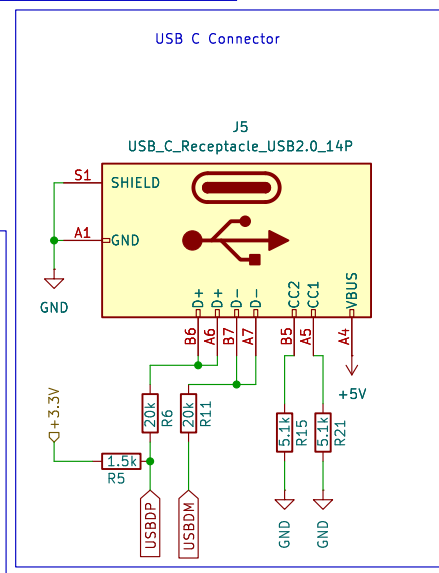 USB C Connector
J5
USB_C_Receptacle_USB2.0_14P
S1
SHIELD
A1
GND
GND
D+
D+
D-
D-
CC2
CC1
VBUS
B6
A6
B7
A7
B5
A5
A4
+5V
+3.3V
20k
R6
20k
R11
5.1k
R15
5.1k
R21
1.5k
R5
USBDP
USBDM
GND
GND